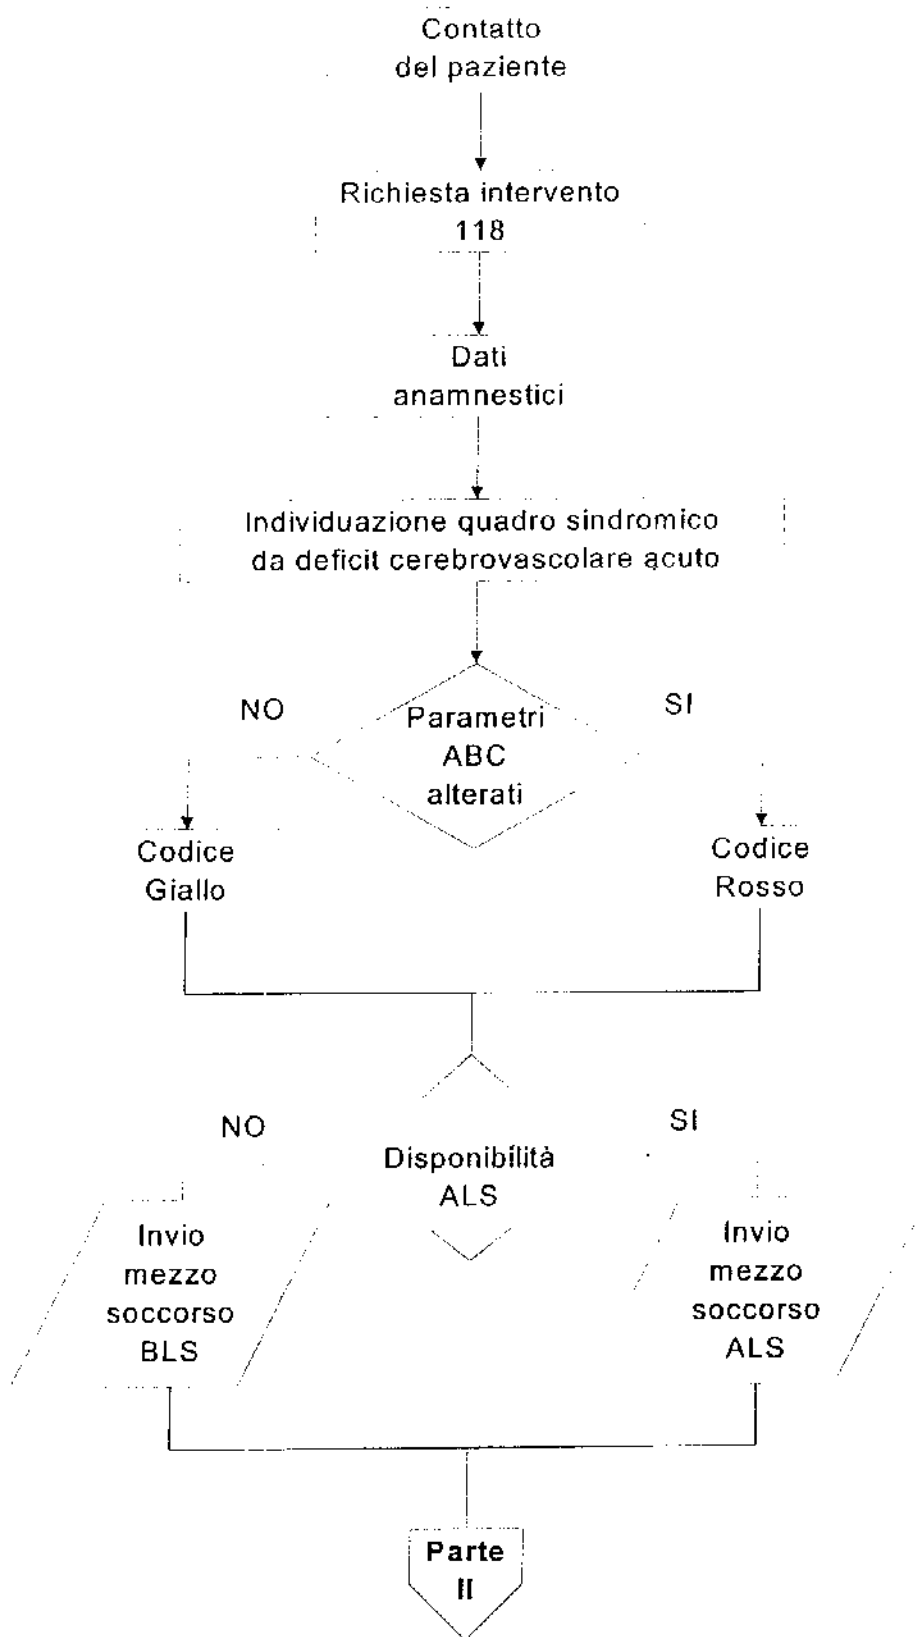 Contatto
del paziente
Richiesta intervento
118
Dati
anamnestici
Individuazione quadro sindromico
da deficit cerebrovascolare acuto
NO
SI
Parametri
ABC
alterati
Codice
Giallo
Codice
Rosso
NO
SI
Disponibilità
ALS
Invio
mezzo
soccorso
BLS
Invio
mezzo
soccorso
ALS
Parte
II